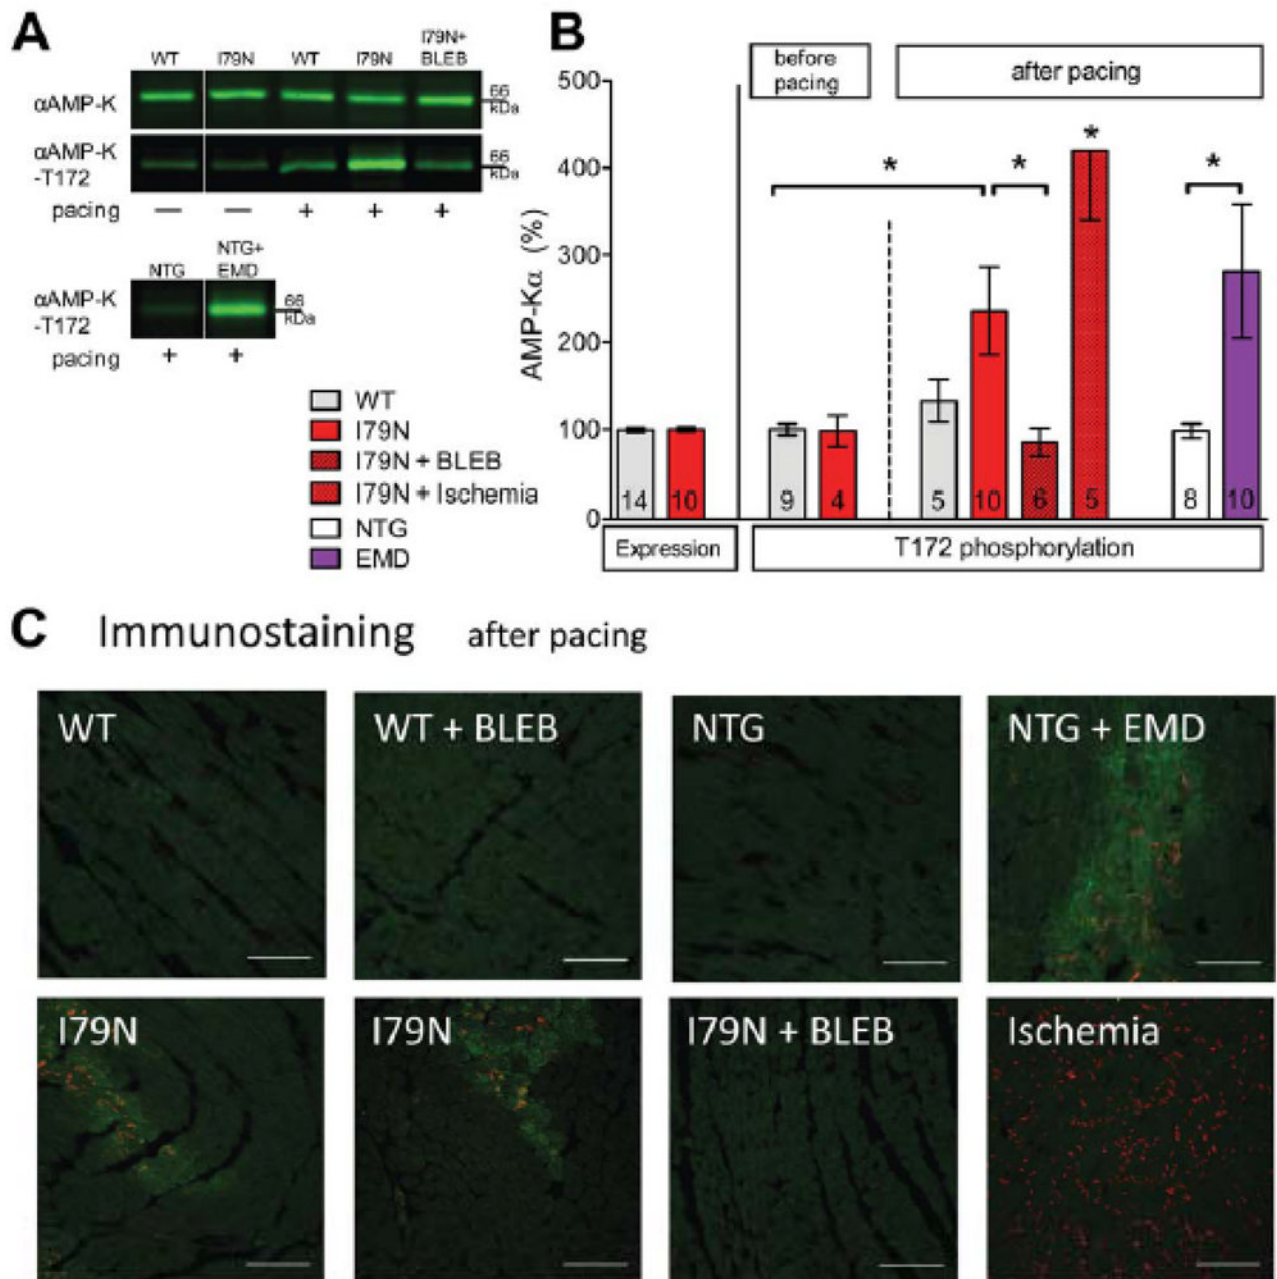 A
WT I79N WT I79N I79N+
BLEB
αAMP-K
66
kDa
αAMP-K
-T172
66
kDa
pacing — — + + +
NTG NTG+
EMD
αAMP-K
-T172
66
kDa
pacing + +
WT
I79N
I79N + BLEB
I79N + Ischemia
NTG
EMD
B
before
pacing
after pacing
AMP-Kα (%)
500
400
300
200
100
0
* * * *
14 10 9 4 5 10 6 5 8 10
Expression
T172 phosphorylation
C Immunostaining after pacing
WT WT + BLEB NTG NTG + EMD
I79N I79N I79N + BLEB Ischemia